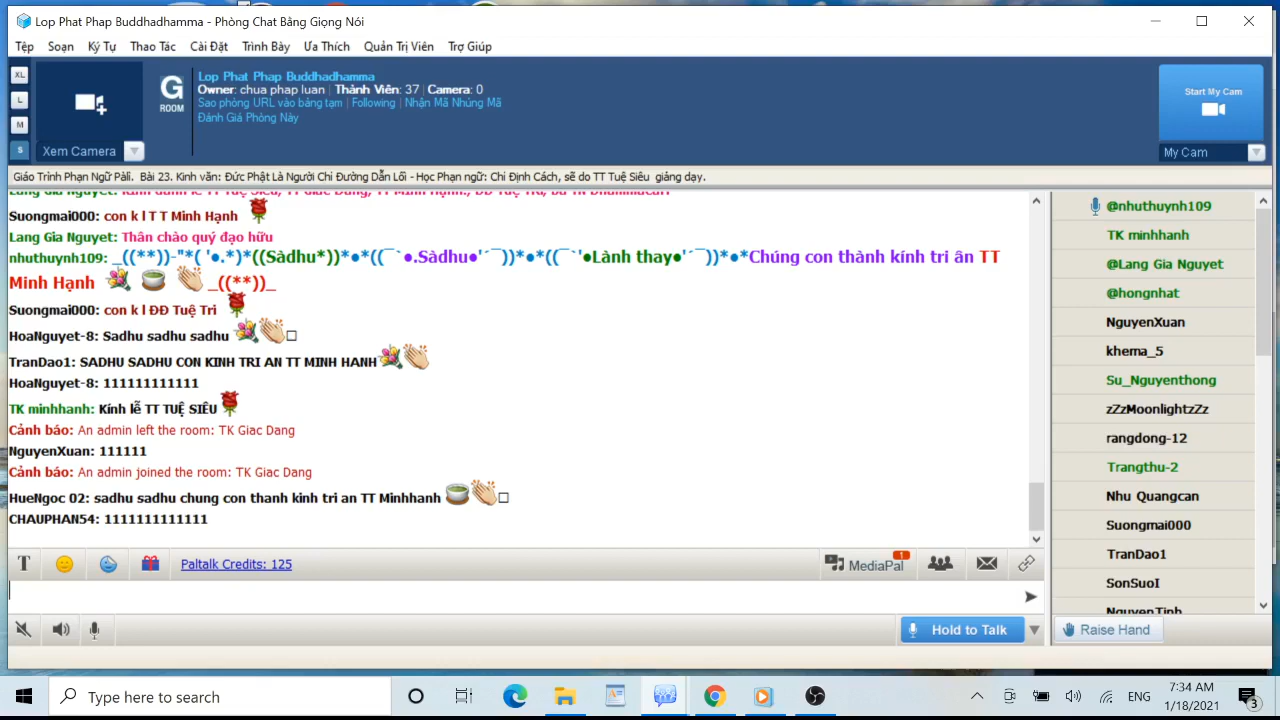 Lop Phat Phap Buddhadhamma - Phòng Chat Bằng Giọng Nói
Tệp Soạn Ký Tự Thao Tác Cài Đặt Trình Bày Ưa Thích Quản Trị Viên Trợ Giúp
XL
L
M
S
Xem Camera
G
ROOM
Lop Phat Phap Buddhadhamma
Owner: chua phap luan | Thành Viên: 37 | Camera: 0
Sao phòng URL vào bảng tạm | Following | Nhận Mã Nhúng Mã
Đánh Giá Phòng Này
Start My Cam
My Cam
Giáo Trình Phạn Ngữ Pàli. Bài 23. Kinh văn: Đức Phật Là Người Chỉ Đường Dẫn Lối - Học Phạn ngữ: Chỉ Định Cách, sẽ do TT Tuệ Siêu giảng dạy.
Suongmai000: con k l T T Minh Hạnh
Lang Gia Nguyet: Thân chào quý đạo hữu
nhuthuynh109: _((**))-"*( '●.*)*((Sàdhu*))*●*((¯`●.Sàdhu●'´¯))*●*((¯`'●Lành thay●'´¯))*●*Chúng con thành kính tri ân TT
Minh Hạnh _((**))_
Suongmai000: con k l ĐĐ Tuệ Tri
HoaNguyet-8: Sadhu sadhu sadhu
TranDao1: SADHU SADHU CON KINH TRI AN TT MINH HANH
HoaNguyet-8: 111111111111
TK minhhanh: Kính lễ TT TUỆ SIÊU
Cảnh báo: An admin left the room: TK Giac Dang
NguyenXuan: 111111
Cảnh báo: An admin joined the room: TK Giac Dang
HueNgoc 02: sadhu sadhu chung con thanh kinh tri an TT Minhhanh
CHAUPHAN54: 1111111111111
@nhuthuynh109
TK minhhanh
@Lang Gia Nguyet
@hongnhat
NguyenXuan
khema_5
Su_Nguyenthong
zZzMoonlightzZz
rangdong-12
Trangthu-2
Nhu Quangcan
Suongmai000
TranDao1
SonSuoI
NguyenTinh
T Paltalk Credits: 125 MediaPal 1
Hold to Talk Raise Hand
Type here to search
ENG
7:34 AM
1/18/2021
3